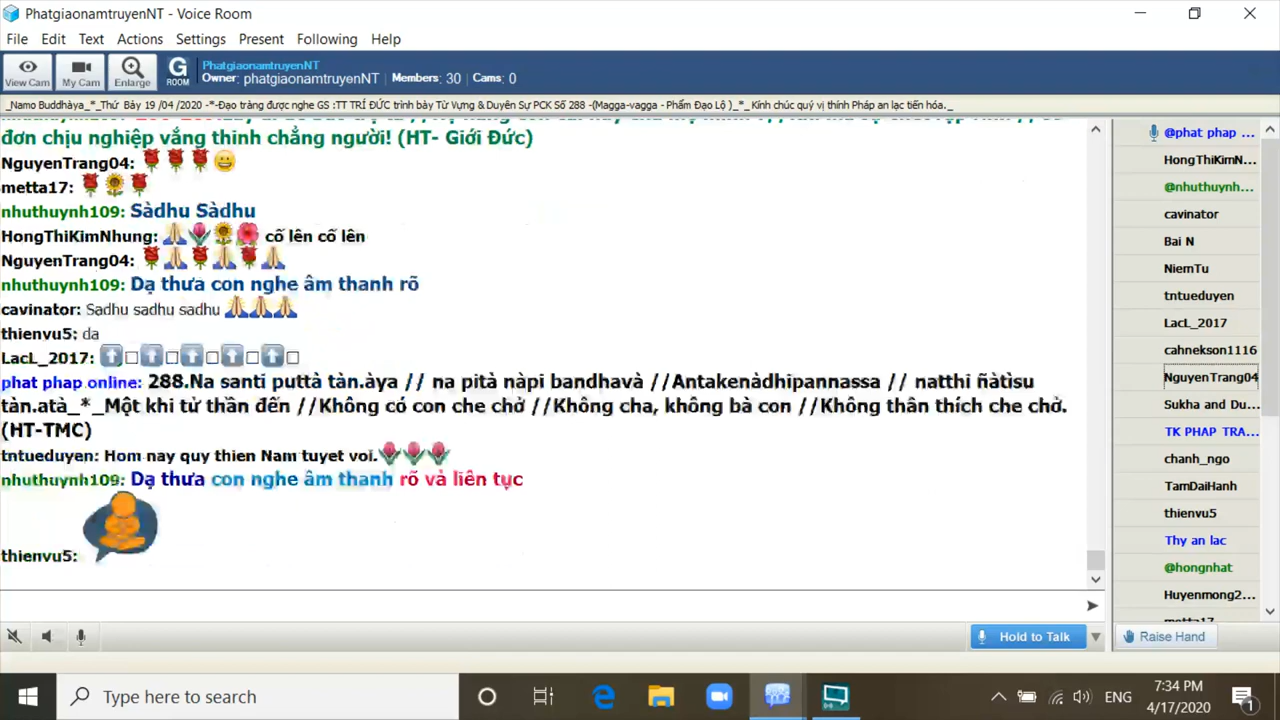 PhatgiaonamtruyenNT - Voice Room
File Edit Text Actions Settings Present Following Help
View Cam My Cam Enlarge G ROOM PhatgiaonamtruyenNT
Owner: phatgiaonamtruyenNT Members: 30 Cams: 0
_Namo Buddhàya_*_Thứ Bảy 19 /04 /2020 -*-Đạo tràng được nghe GS :TT TRÍ ĐỨC trình bày Từ Vựng & Duyên Sự PCK Số 288 -(Magga-vagga - Phẩm Đạo Lộ )_*_ Kính chúc quý vị thính Pháp an lạc tiến hóa._
đơn chịu nghiệp vắng thinh chẳng người! (HT- Giới Đức)
NguyenTrang04:
metta17:
nhuthuynh109: Sàdhu Sàdhu
HongThiKimNhung: cố lên cố lên
NguyenTrang04:
nhuthuynh109: Dạ thưa con nghe âm thanh rõ
cavinator: Sadhu sadhu sadhu
thienvu5: da
LacL_2017:
phat phap online: 288.Na santi puttà tàn.àya // na pità nàpi bandhavà //Antakenàdhipannassa // natthi ñàtìsu
tàn.atà_*_Một khi tử thần đến //Không có con che chở //Không cha, không bà con //Không thân thích che chở.
(HT-TMC)
tntueduyen: Hom nay quy thien Nam tuyet voi.
nhuthuynh109: Dạ thưa con nghe âm thanh rõ và liên tục
thienvu5:
@phat phap ...
HongThiKimN...
@nhuthuynh...
cavinator
Bai N
NiemTu
tntueduyen
LacL_2017
cahnekson1116
NguyenTrang04
Sukha and Du...
TK PHAP TRA...
chanh_ngo
TamDaiHanh
thienvu5
Thy an lac
@hongnhat
Huyenmong2...
metta17
Hold to Talk
Raise Hand
Type here to search
ENG
7:34 PM
4/17/2020
1